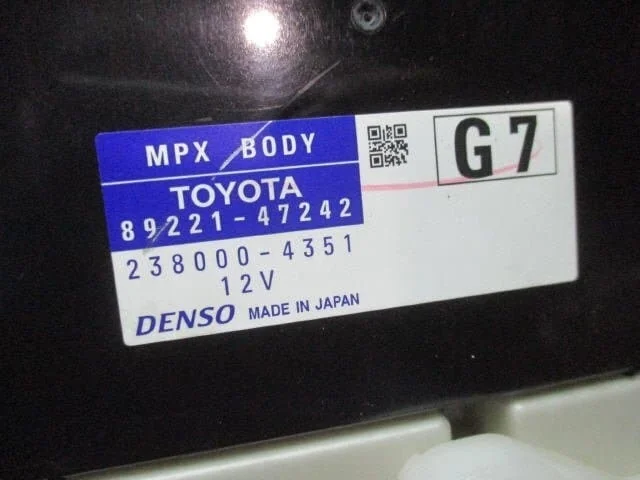 MPX BODY
G7
TOYOTA
89221-47242
238000-4351
12V
DENSO MADE IN JAPAN